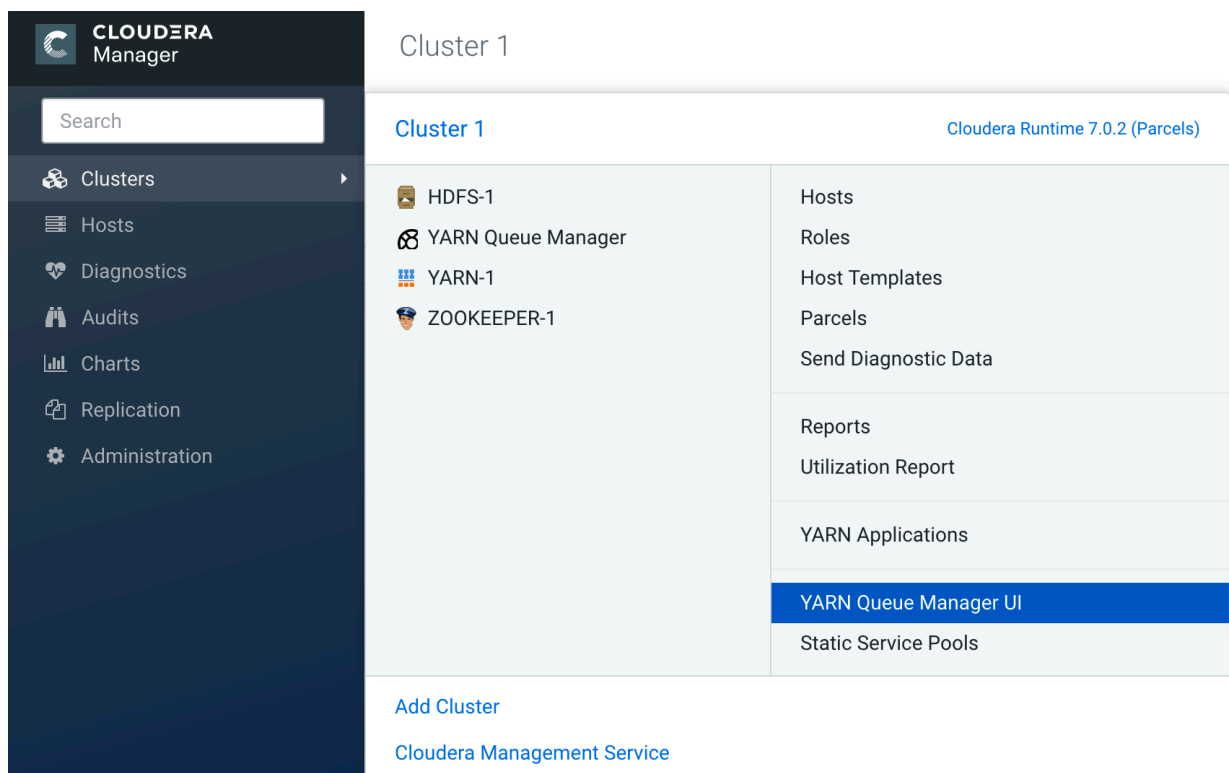 CLOUDERA
Manager
Cluster 1
Search
Clusters
Hosts
Diagnostics
Audits
Charts
Replication
Administration
Cluster 1
Cloudera Runtime 7.0.2 (Parcels)
HDFS-1
YARN Queue Manager
YARN-1
ZOOKEEPER-1
Hosts
Roles
Host Templates
Parcels
Send Diagnostic Data
Reports
Utilization Report
YARN Applications
YARN Queue Manager UI
Static Service Pools
Add Cluster
Cloudera Management Service